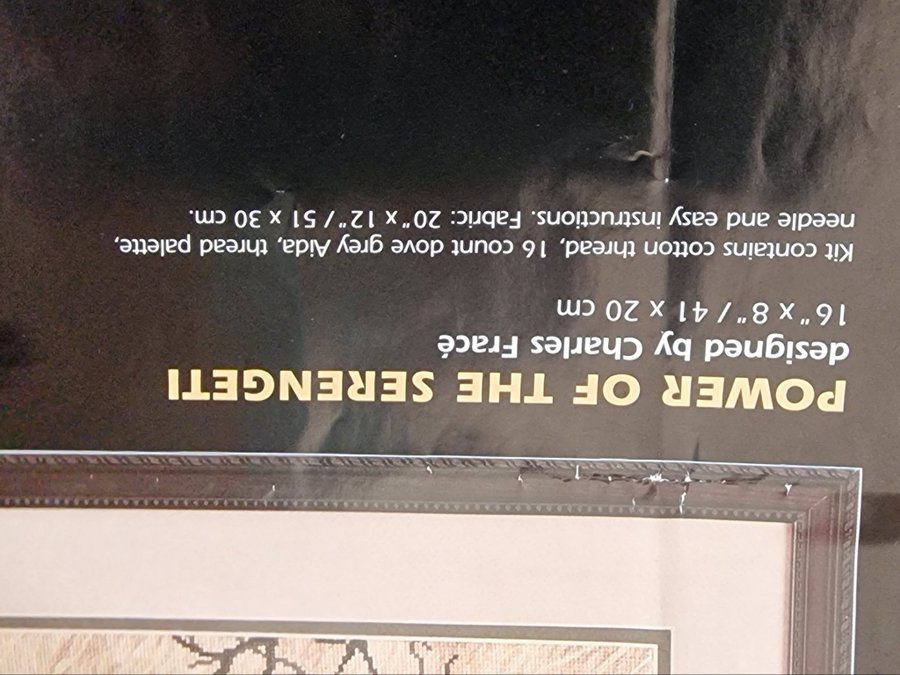 POWER OF THE SERENGETI
designed by Charles Fracé
16" x 8" / 41 x 20 cm
Kit contains cotton thread, 16 count dove grey Aida, thread palette,
needle and easy instructions. Fabric: 20" x 12" / 51 x 30 cm.